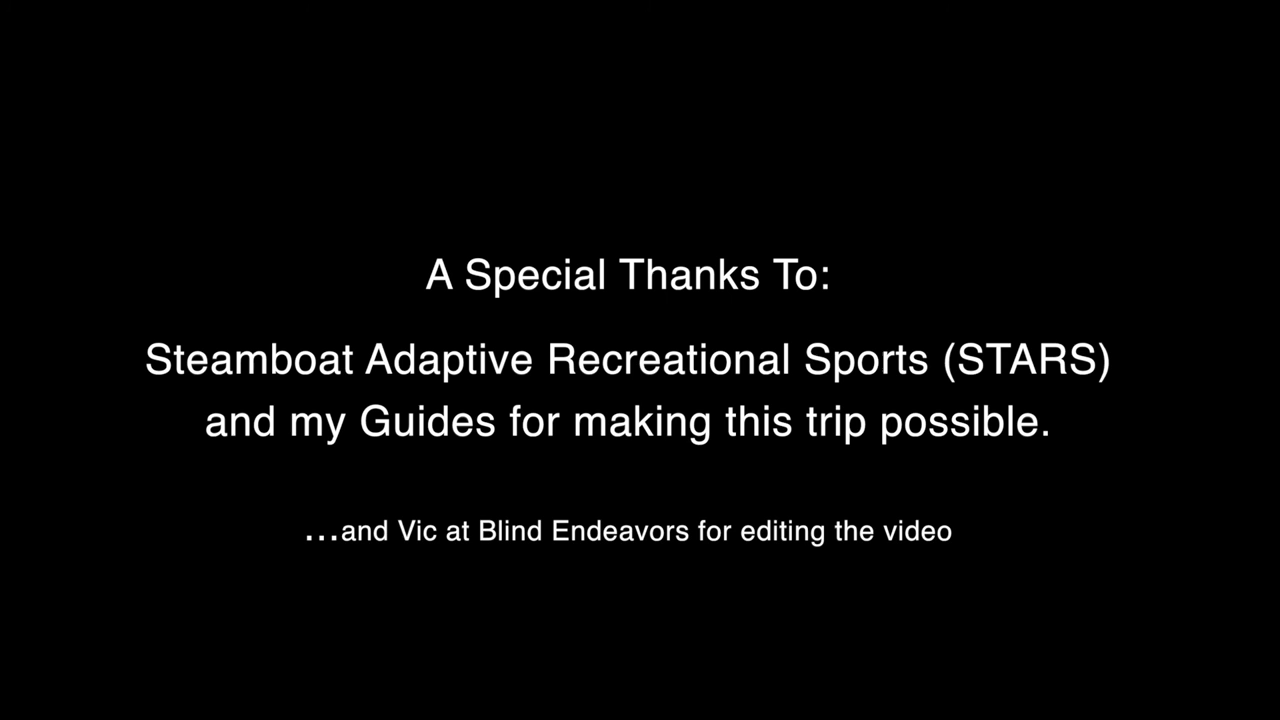 A Special Thanks To:
Steamboat Adaptive Recreational Sports (STARS)
and my Guides for making this trip possible.
...and Vic at Blind Endeavors for editing the video